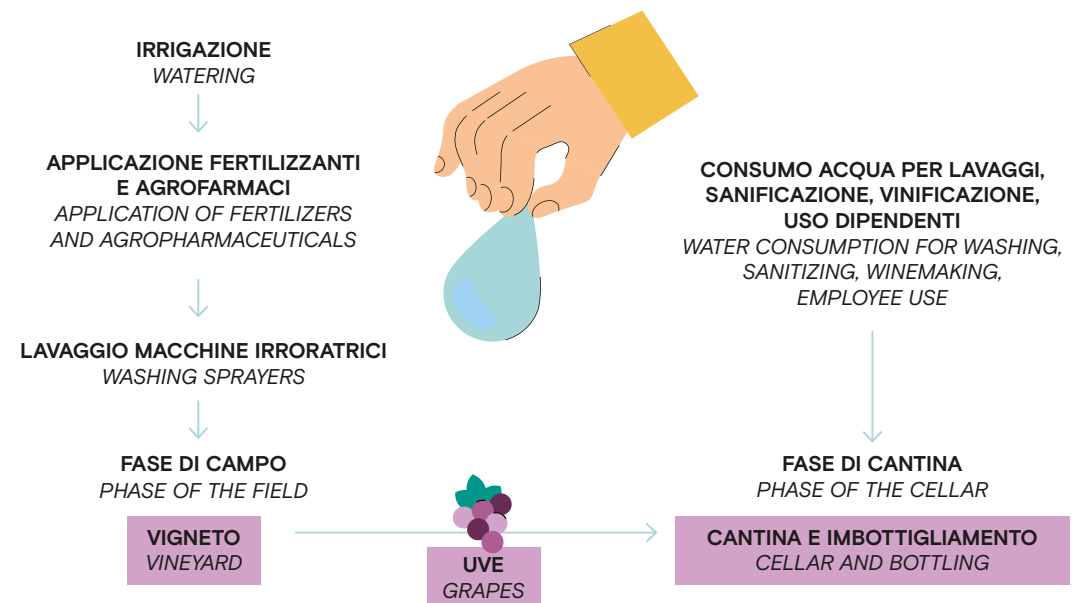 IRRIGAZIONE
WATERING
APPLICAZIONE FERTILIZZANTI
E AGROFARMACI
APPLICATION OF FERTILIZERS
AND AGROPHARMACEUTICALS
LAVAGGIO MACCHINE IRRORATRICI
WASHING SPRAYERS
FASE DI CAMPO
PHASE OF THE FIELD
VIGNETO
VINEYARD
UVE
GRAPES
CONSUMO ACQUA PER LAVAGGI,
SANIFICAZIONE, VINIFICAZIONE,
USO DIPENDENTI
WATER CONSUMPTION FOR WASHING,
SANITIZING, WINEMAKING,
EMPLOYEE USE
FASE DI CANTINA
PHASE OF THE CELLAR
CANTINA E IMBOTTIGLIAMENTO
CELLAR AND BOTTLING